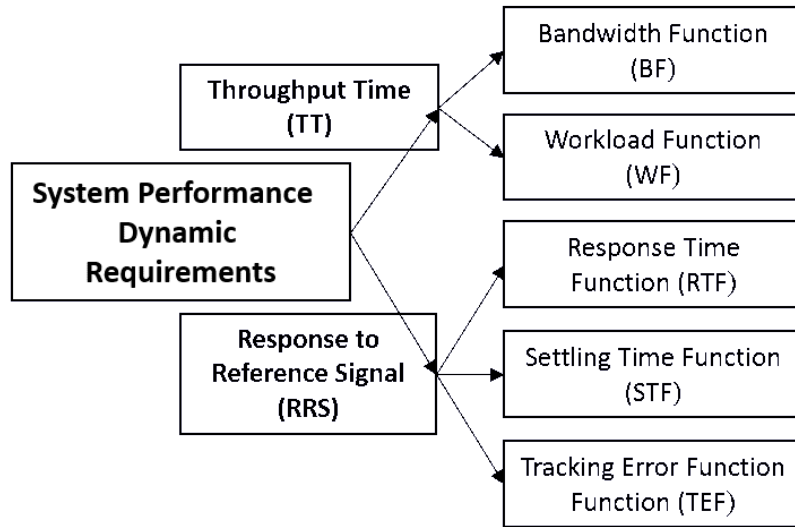 System Performance
Dynamic
Requirements
Throughput Time
(TT)
Response to
Reference Signal
(RRS)
Bandwidth Function
(BF)
Workload Function
(WF)
Response Time
Function (RTF)
Settling Time Function
(STF)
Tracking Error Function
Function (TEF)